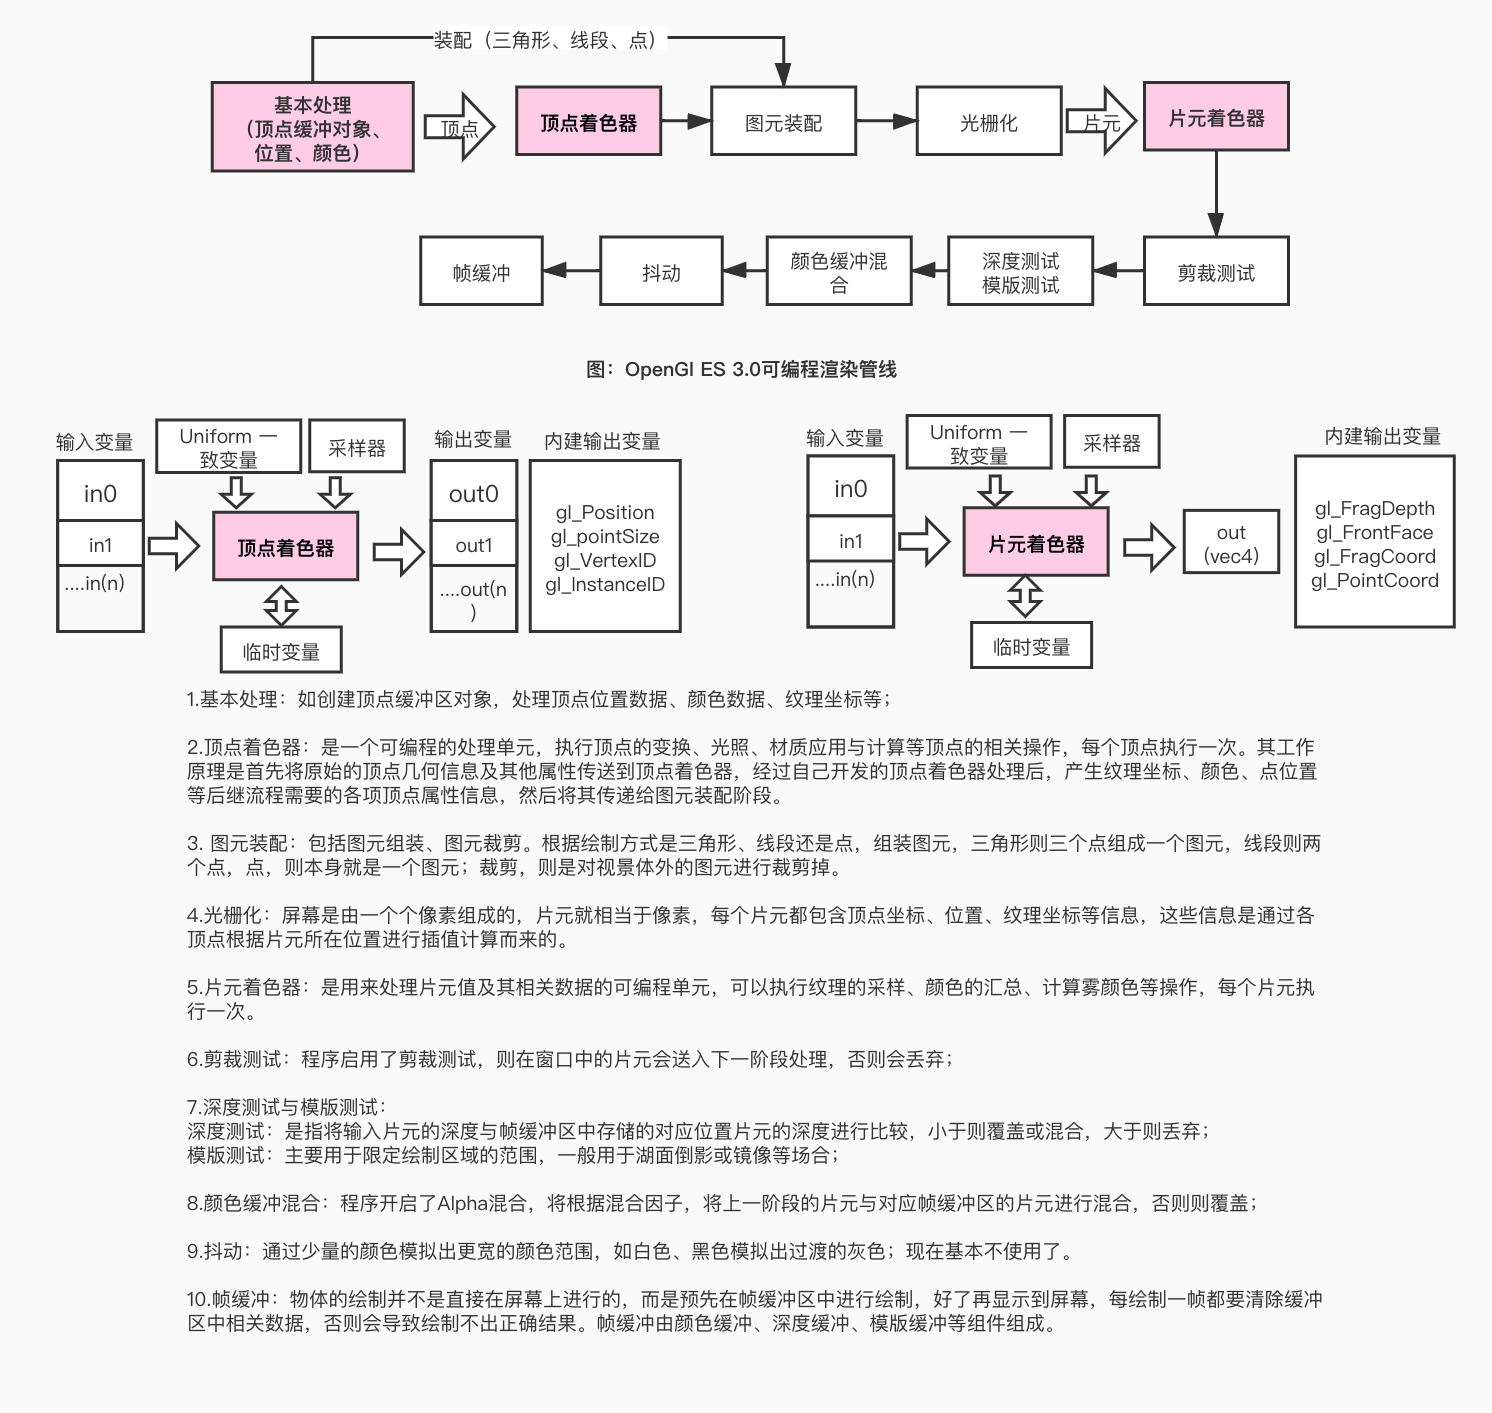 装配（三角形、线段、点）
基本处理
（顶点缓冲对象、
位置、颜色）
顶点
顶点着色器
图元装配
光栅化
片元
片元着色器
帧缓冲
抖动
颜色缓冲混
合
深度测试
模版测试
剪裁测试
图：OpenGl ES 3.0可编程渲染管线
输入变量
in0
in1
....in(n)
Uniform 一
致变量
采样器
顶点着色器
临时变量
输出变量
out0
out1
....out(n
)
内建输出变量
gl_Position
gl_pointSize
gl_VertexID
gl_InstanceID
输入变量
in0
in1
....in(n)
Uniform 一
致变量
采样器
片元着色器
临时变量
out
(vec4)
内建输出变量
gl_FragDepth
gl_FrontFace
gl_FragCoord
gl_PointCoord
1.基本处理：如创建顶点缓冲区对象，处理顶点位置数据、颜色数据、纹理坐标等；
2.顶点着色器：是一个可编程的处理单元，执行顶点的变换、光照、材质应用与计算等顶点的相关操作，每个顶点执行一次。其工作
原理是首先将原始的顶点几何信息及其他属性传送到顶点着色器，经过自己开发的顶点着色器处理后，产生纹理坐标、颜色、点位置
等后继流程需要的各项顶点属性信息，然后将其传递给图元装配阶段。
3. 图元装配：包括图元组装、图元裁剪。根据绘制方式是三角形、线段还是点，组装图元，三角形则三个点组成一个图元，线段则两
个点，点，则本身就是一个图元；裁剪，则是对视景体外的图元进行裁剪掉。
4.光栅化：屏幕是由一个个像素组成的，片元就相当于像素，每个片元都包含顶点坐标、位置、纹理坐标等信息，这些信息是通过各
顶点根据片元所在位置进行插值计算而来的。
5.片元着色器：是用来处理片元值及其相关数据的可编程单元，可以执行纹理的采样、颜色的汇总、计算雾颜色等操作，每个片元执
行一次。
6.剪裁测试：程序启用了剪裁测试，则在窗口中的片元会送入下一阶段处理，否则会丢弃；
7.深度测试与模版测试：
深度测试：是指将输入片元的深度与帧缓冲区中存储的对应位置片元的深度进行比较，小于则覆盖或混合，大于则丢弃；
模版测试：主要用于限定绘制区域的范围，一般用于湖面倒影或镜像等场合；
8.颜色缓冲混合：程序开启了Alpha混合，将根据混合因子，将上一阶段的片元与对应帧缓冲区的片元进行混合，否则则覆盖；
9.抖动：通过少量的颜色模拟出更宽的颜色范围，如白色、黑色模拟出过渡的灰色；现在基本不使用了。
10.帧缓冲：物体的绘制并不是直接在屏幕上进行的，而是预先在帧缓冲区中进行绘制，好了再显示到屏幕，每绘制一帧都要清除缓冲
区中相关数据，否则会导致绘制不出正确结果。帧缓冲由颜色缓冲、深度缓冲、模版缓冲等组件组成。